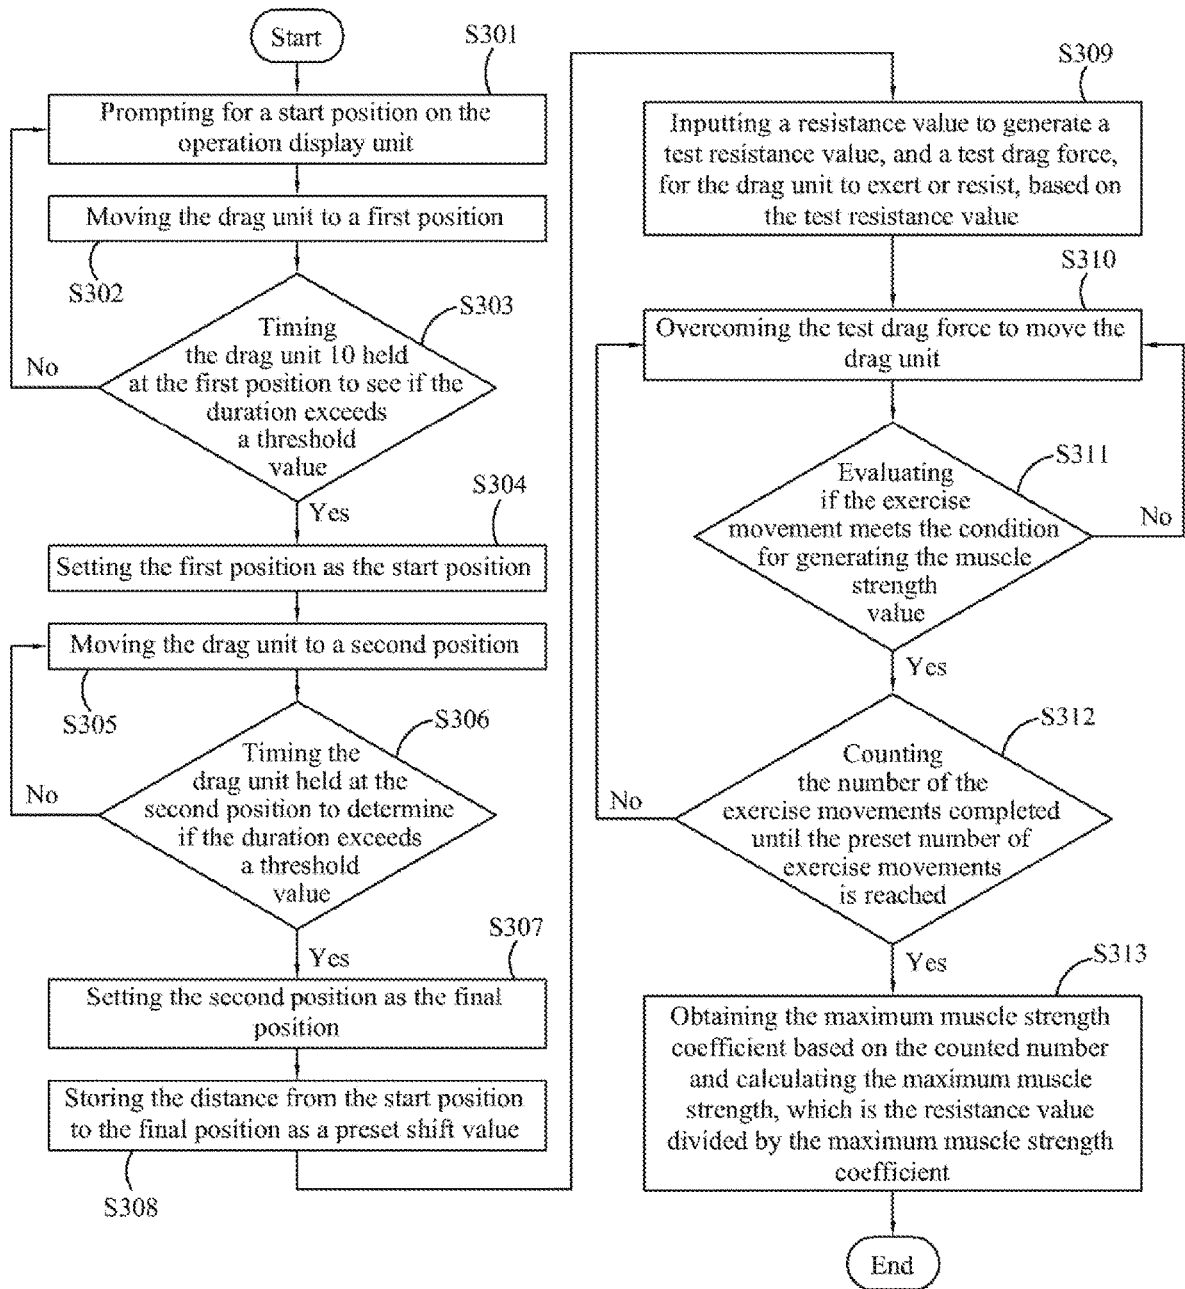 Start
S301
Prompting for a start position on the
operation display unit
Moving the drag unit to a first position
S302
S303
Timing
the drag unit 10 held
at the first position to see if the
duration exceeds
a threshold
value
No
Yes
S304
Setting the first position as the start position
Moving the drag unit to a second position
S305
S306
Timing the
drag unit held at the
second position to determine
if the duration exceeds
a threshold
value
No
Yes
S307
Setting the second position as the final
position
Storing the distance from the start position
to the final position as a preset shift value
S308
S309
Inputting a resistance value to generate a
test resistance value, and a test drag force,
for the drag unit to exert or resist, based on
the test resistance value
S310
Overcoming the test drag force to move the
drag unit
S311
Evaluating
if the exercise
movement meets the condition
for generating the muscle
strength
value
No
Yes
S312
Counting
the number of the
exercise movements completed
until the preset number of
exercise movements
is reached
No
Yes
S313
Obtaining the maximum muscle strength
coefficient based on the counted number
and calculating the maximum muscle
strength, which is the resistance value
divided by the maximum muscle strength
coefficient
End